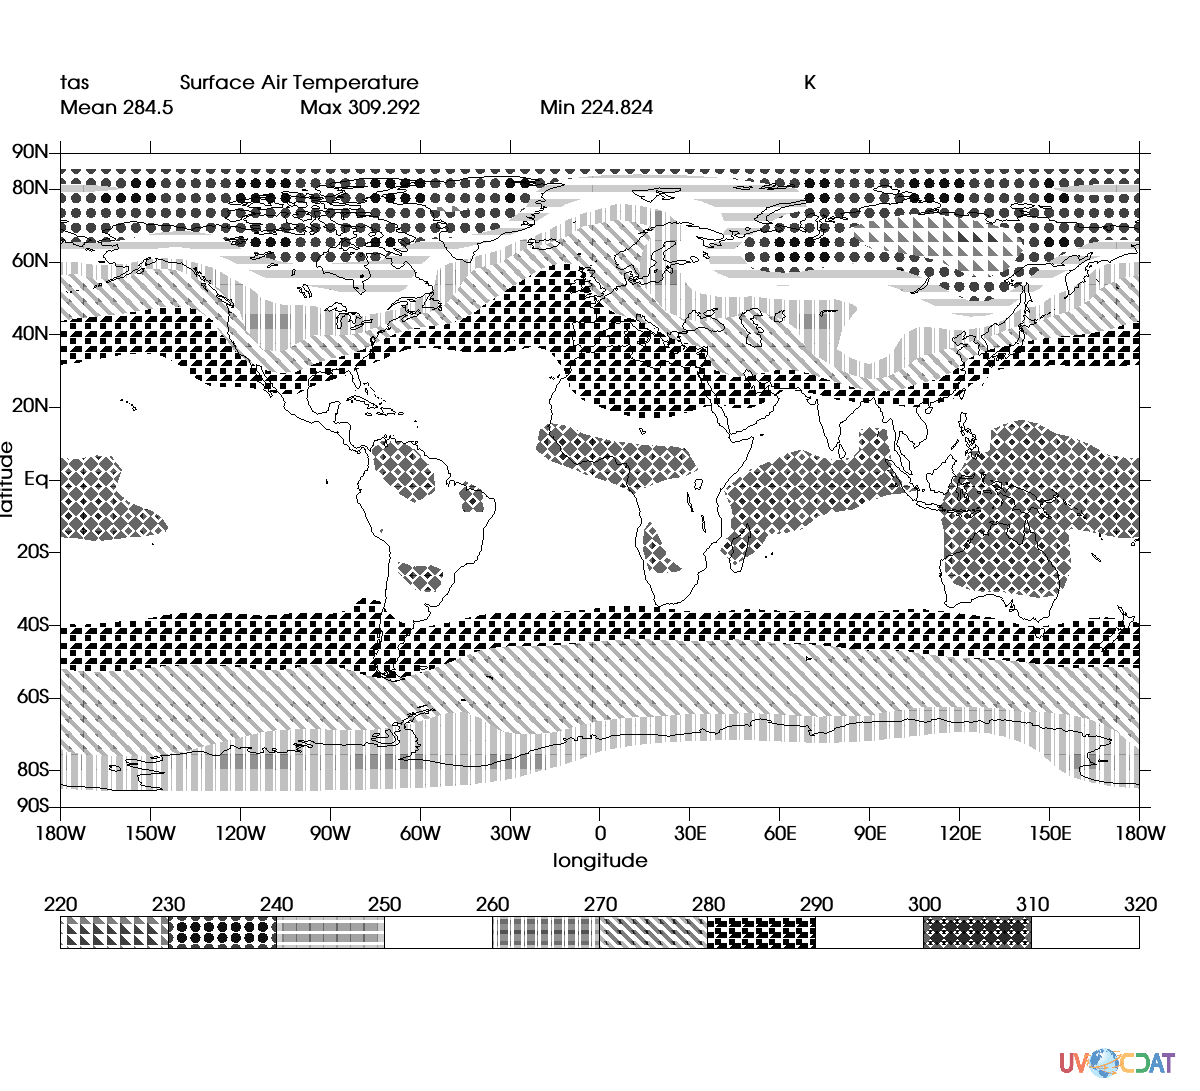 tas Surface Air Temperature K
Mean 284.5 Max 309.292 Min 224.824
90N
80N
60N
40N
20N
Eq
20S
40S
60S
80S
90S
latitude
180W 150W 120W 90W 60W 30W 0 30E 60E 90E 120E 150E 180W
longitude
220 230 240 250 260 270 280 290 300 310 320
UV CDAT